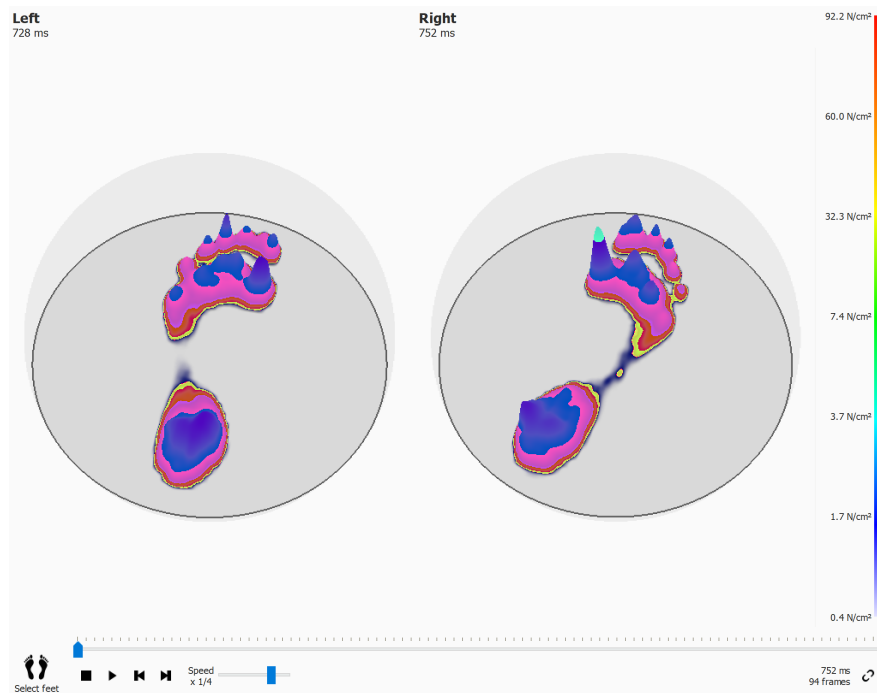 Left
728 ms
Right
752 ms
92.2 N/cm²
60.0 N/cm²
32.3 N/cm²
7.4 N/cm²
3.7 N/cm²
1.7 N/cm²
0.4 N/cm²
Select feet
Speed
x 1/4
752 ms
94 frames